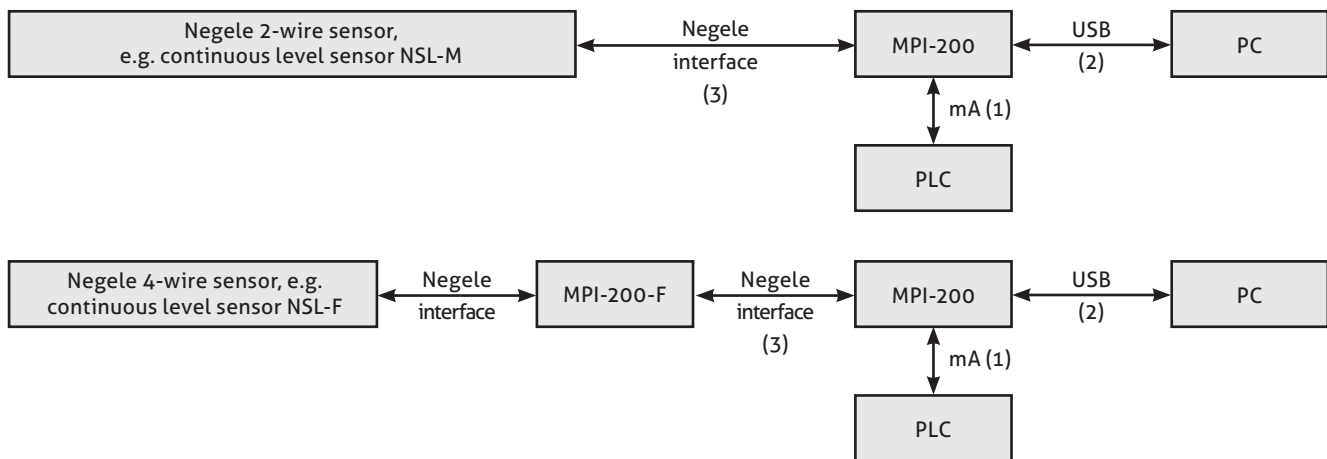 Negele 2-wire sensor,
e.g. continuous level sensor NSL-M
Negele
interface
(3)
MPI-200
USB
(2)
PC
mA (1)
PLC
Negele 4-wire sensor, e.g.
continuous level sensor NSL-F
Negele
interface
MPI-200-F
Negele
interface
(3)
MPI-200
USB
(2)
PC
mA (1)
PLC